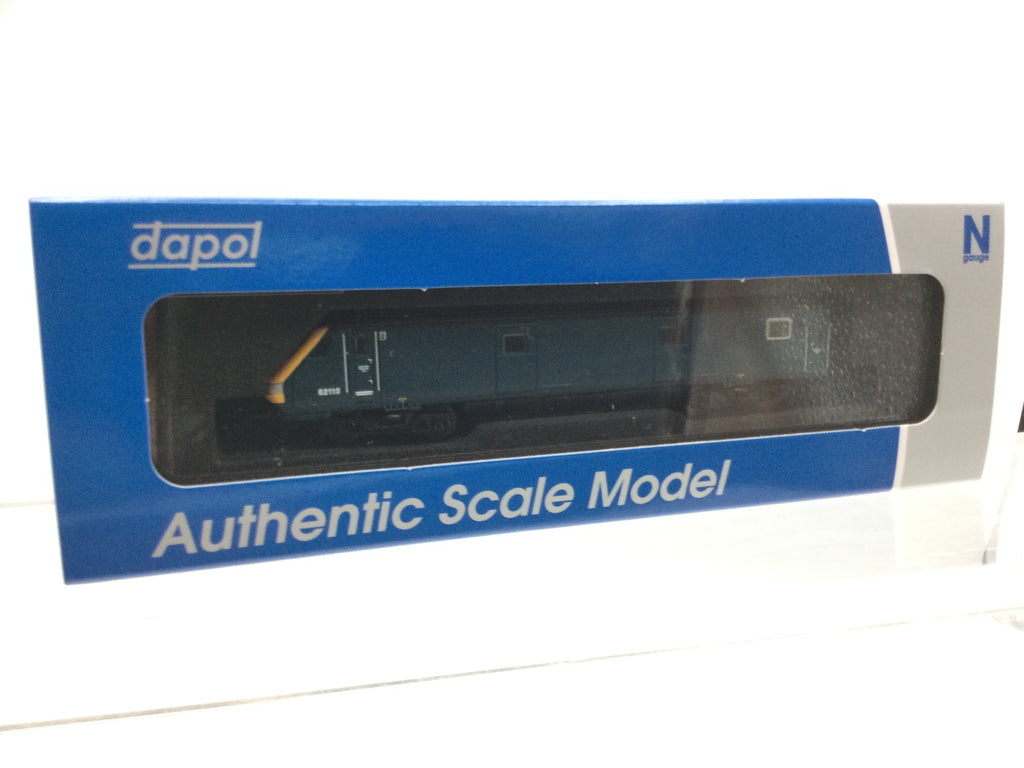 dapol
N
gauge
82115
Authentic Scale Model